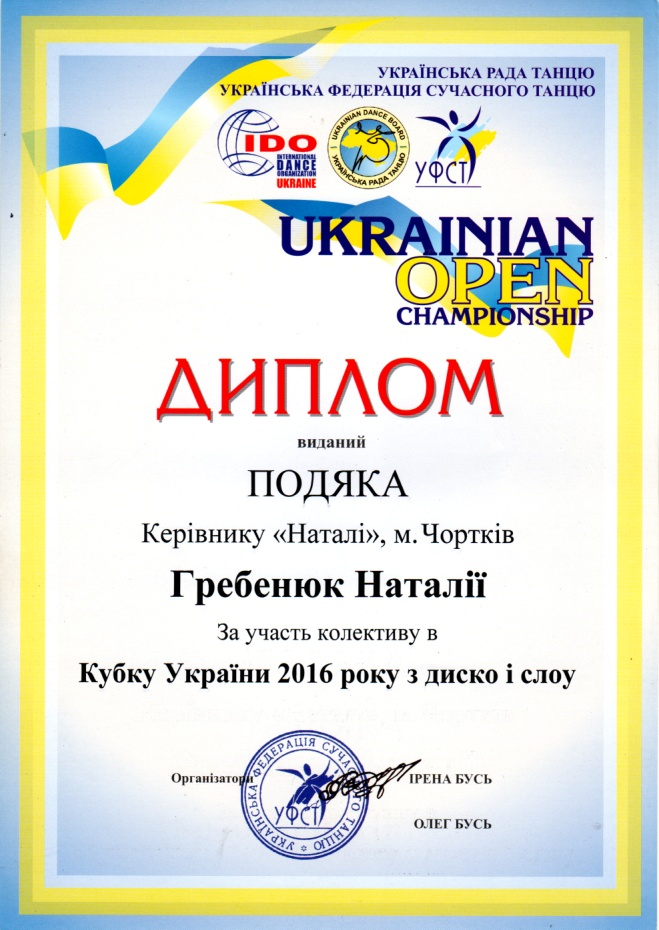 УКРАЇНСЬКА РАДА ТАНЦЮ
УКРАЇНСЬКА ФЕДЕРАЦІЯ СУЧАСНОГО ТАНЦЮ
IDO
INTERNATIONAL
DANCE
ORGANIZATION
UKRAINE
UKRAINIAN DANCE BOARD
УКРАЇНСЬКА РАДА ТАНЦЮ
УФСТ
UKRAINIAN
OPEN
CHAMPIONSHIP
ДИПЛОМ
виданий
ПОДЯКА
Керівнику «Наталі», м. Чортків
Гребенюк Наталії
За участь колективу в
Кубку України 2016 року з диско і слоу
Організатори
ІРЕНА БУСЬ
УКРАЇНСЬКА ФЕДЕРАЦІЯ СУЧАСНОГО ТАНЦЮ
УФСТ
ОЛЕГ БУСЬ